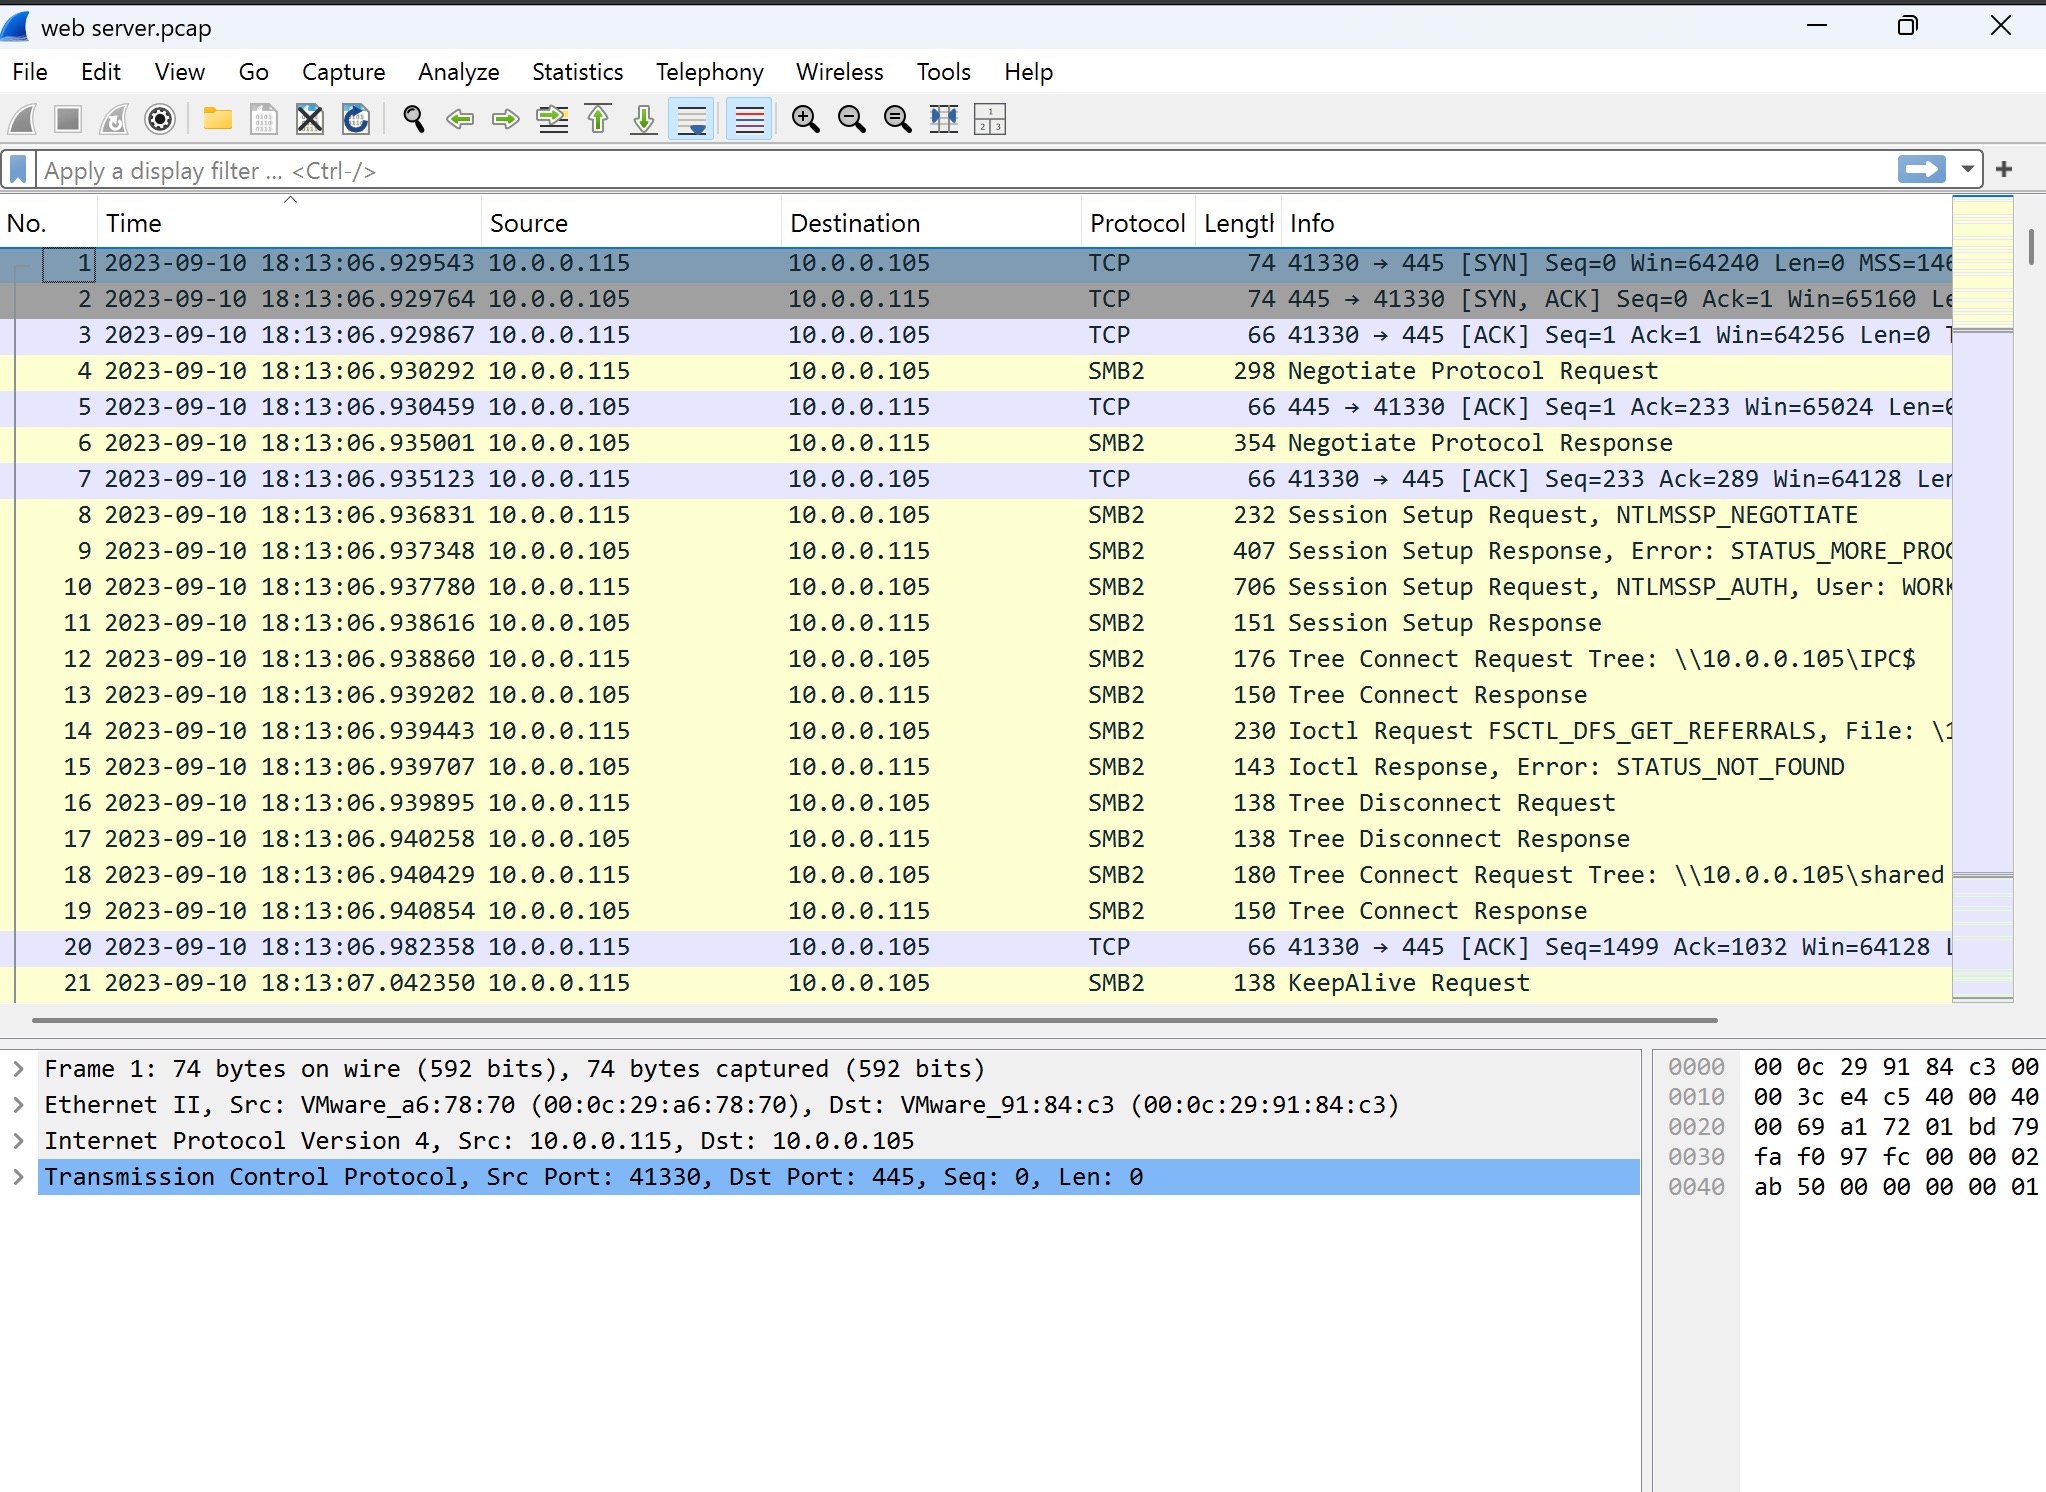 web server.pcap
File Edit View Go Capture Analyze Statistics Telephony Wireless Tools Help
Apply a display filter ... <Ctrl-/>
No. Time Source Destination Protocol Lengtl Info
1 2023-09-10 18:13:06.929543 10.0.0.115 10.0.0.105 TCP 74 41330 → 445 [SYN] Seq=0 Win=64240 Len=0 MSS=146
2 2023-09-10 18:13:06.929764 10.0.0.105 10.0.0.115 TCP 74 445 → 41330 [SYN, ACK] Seq=0 Ack=1 Win=65160 Le
3 2023-09-10 18:13:06.929867 10.0.0.115 10.0.0.105 TCP 66 41330 → 445 [ACK] Seq=1 Ack=1 Win=64256 Len=0
4 2023-09-10 18:13:06.930292 10.0.0.115 10.0.0.105 SMB2 298 Negotiate Protocol Request
5 2023-09-10 18:13:06.930459 10.0.0.105 10.0.0.115 TCP 66 445 → 41330 [ACK] Seq=1 Ack=233 Win=65024 Len=0
6 2023-09-10 18:13:06.935001 10.0.0.105 10.0.0.115 SMB2 354 Negotiate Protocol Response
7 2023-09-10 18:13:06.935123 10.0.0.115 10.0.0.105 TCP 66 41330 → 445 [ACK] Seq=233 Ack=289 Win=64128 Len
8 2023-09-10 18:13:06.936831 10.0.0.115 10.0.0.105 SMB2 232 Session Setup Request, NTLMSSP_NEGOTIATE
9 2023-09-10 18:13:06.937348 10.0.0.105 10.0.0.115 SMB2 407 Session Setup Response, Error: STATUS_MORE_PROC
10 2023-09-10 18:13:06.937780 10.0.0.115 10.0.0.105 SMB2 706 Session Setup Request, NTLMSSP_AUTH, User: WORK
11 2023-09-10 18:13:06.938616 10.0.0.105 10.0.0.115 SMB2 151 Session Setup Response
12 2023-09-10 18:13:06.938860 10.0.0.115 10.0.0.105 SMB2 176 Tree Connect Request Tree: \\10.0.0.105\IPC$
13 2023-09-10 18:13:06.939202 10.0.0.105 10.0.0.115 SMB2 150 Tree Connect Response
14 2023-09-10 18:13:06.939443 10.0.0.115 10.0.0.105 SMB2 230 Ioctl Request FSCTL_DFS_GET_REFERRALS, File: \1
15 2023-09-10 18:13:06.939707 10.0.0.105 10.0.0.115 SMB2 143 Ioctl Response, Error: STATUS_NOT_FOUND
16 2023-09-10 18:13:06.939895 10.0.0.115 10.0.0.105 SMB2 138 Tree Disconnect Request
17 2023-09-10 18:13:06.940258 10.0.0.105 10.0.0.115 SMB2 138 Tree Disconnect Response
18 2023-09-10 18:13:06.940429 10.0.0.115 10.0.0.105 SMB2 180 Tree Connect Request Tree: \\10.0.0.105\shared
19 2023-09-10 18:13:06.940854 10.0.0.105 10.0.0.115 SMB2 150 Tree Connect Response
20 2023-09-10 18:13:06.982358 10.0.0.115 10.0.0.105 TCP 66 41330 → 445 [ACK] Seq=1499 Ack=1032 Win=64128 L
21 2023-09-10 18:13:07.042350 10.0.0.115 10.0.0.105 SMB2 138 KeepAlive Request
Frame 1: 74 bytes on wire (592 bits), 74 bytes captured (592 bits)
Ethernet II, Src: VMware_a6:78:70 (00:0c:29:a6:78:70), Dst: VMware_91:84:c3 (00:0c:29:91:84:c3)
Internet Protocol Version 4, Src: 10.0.0.115, Dst: 10.0.0.105
Transmission Control Protocol, Src Port: 41330, Dst Port: 445, Seq: 0, Len: 0
0000 00 0c 29 91 84 c3 00
0010 00 3c e4 c5 40 00 40
0020 00 69 a1 72 01 bd 79
0030 fa f0 97 fc 00 00 02
0040 ab 50 00 00 00 00 01